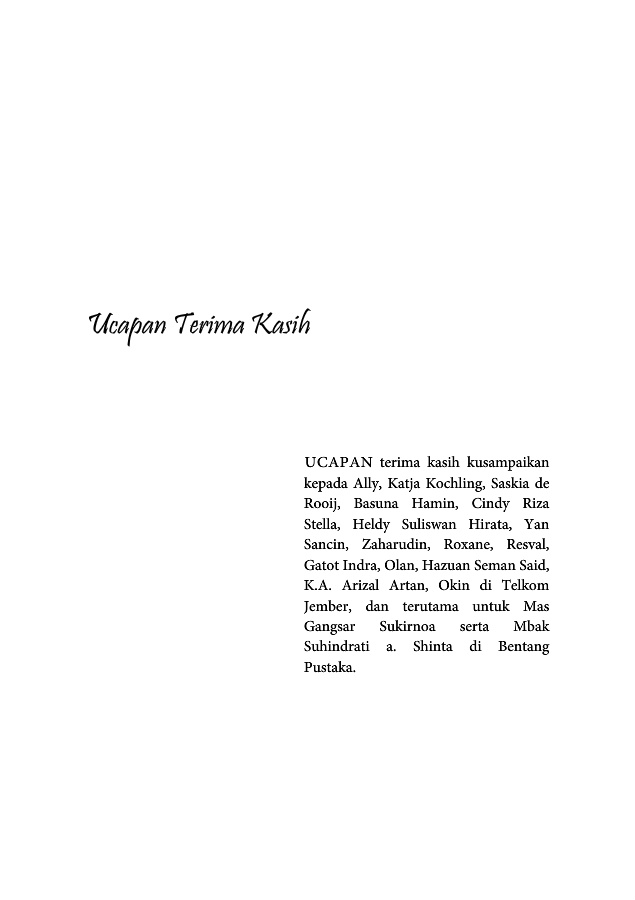 Ucapan Terima Kasih
UCAPAN terima kasih kusampaikan
kepada Ally, Katja Kochling, Saskia de
Rooij, Basuna Hamin, Cindy Riza
Stella, Heldy Suliswan Hirata, Yan
Sancin, Zaharudin, Roxane, Resval,
Gatot Indra, Olan, Hazuan Seman Said,
K.A. Arizal Artan, Okin di Telkom
Jember, dan terutama untuk Mas
Gangsar Sukirnoa serta Mbak
Suhindrati a. Shinta di Bentang
Pustaka.